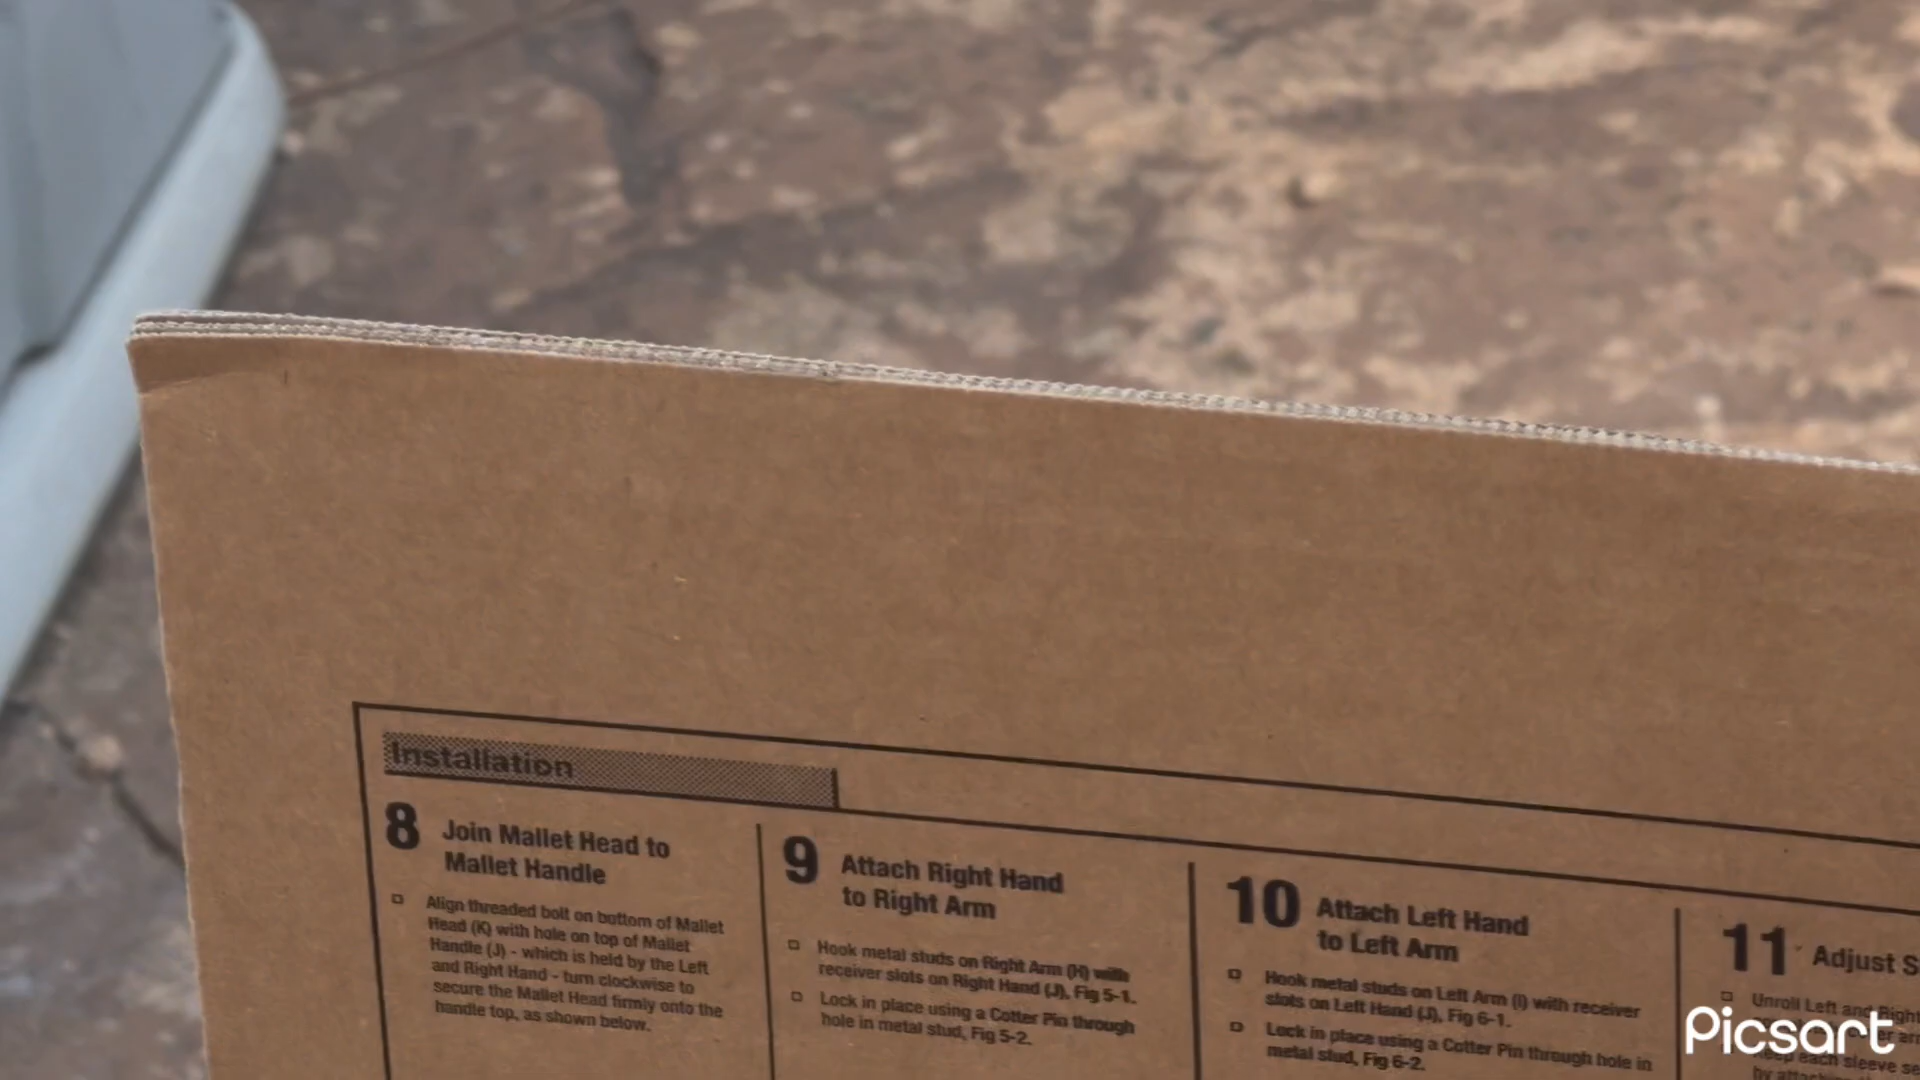 Installation
8 Join Mallet Head to
Mallet Handle
Align threaded bolt on bottom of Mallet
Head (K) with hole on top of Mallet
Handle (J) - which is held by the Left
and Right Hand - turn clockwise to
secure the Mallet Head firmly onto the
handle top, as shown below.
9 Attach Right Hand
to Right Arm
Hook metal studs on Right Arm (H) with
receiver slots on Right Hand (J), Fig 5-1.
Lock in place using a Cotter Pin through
hole in metal stud, Fig 5-2.
10 Attach Left Hand
to Left Arm
Hook metal studs on Left Arm (I) with receiver
slots on Left Hand (J), Fig 6-1.
Lock in place using a Cotter Pin through hole in
metal stud, Fig 6-2.
11 Adjust S
Unroll Left and Right
keep each sleeve se
Picsart